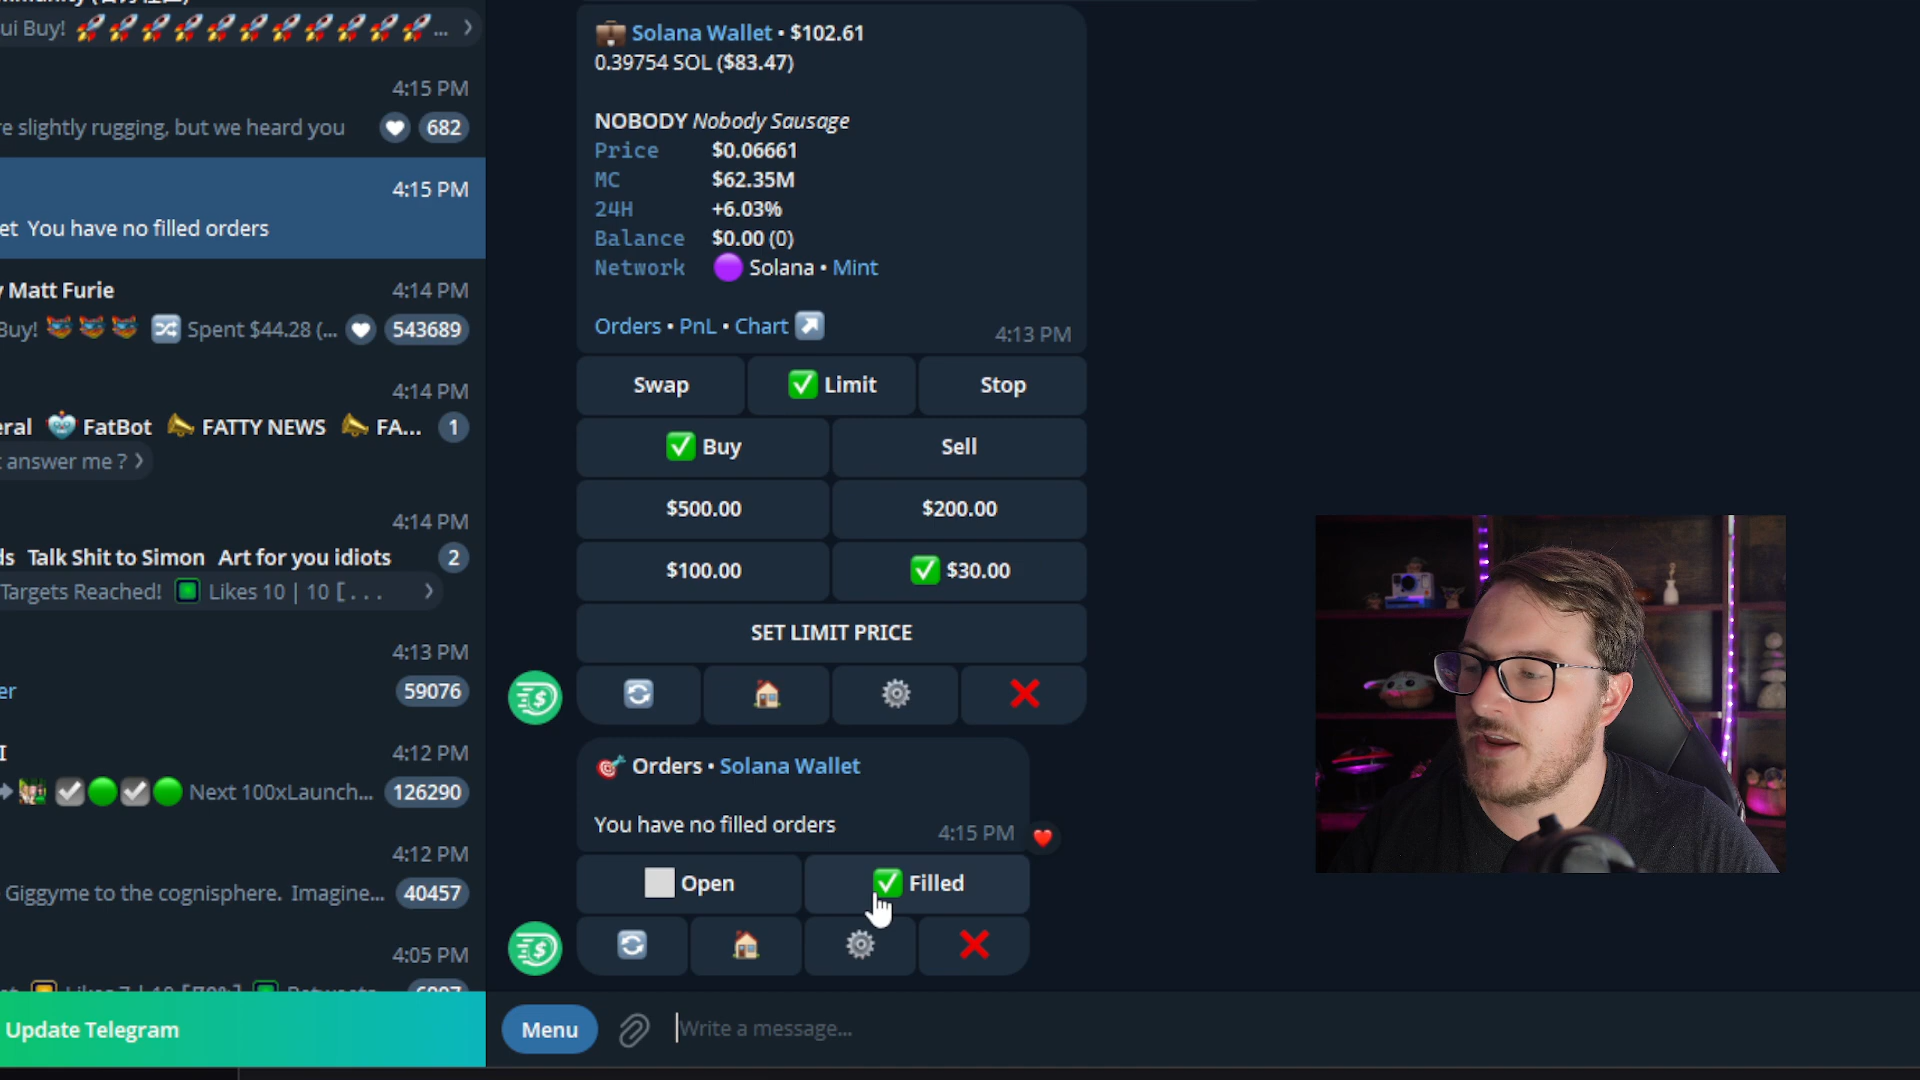 ui Buy! 🚀🚀🚀🚀🚀🚀🚀🚀🚀🚀🚀...
4:15 PM
e slightly rugging, but we heard you 682
4:15 PM
et You have no filled orders
Matt Furie 4:14 PM
Buy! Spent $44.28 (... 543689
4:14 PM
eral FatBot FATTY NEWS FA... 1
answer me ?
4:14 PM
ds Talk Shit to Simon Art for you idiots 2
Targets Reached! Likes 10 | 10 [ . . .
4:13 PM
er 59076
I 4:12 PM
Next 100xLaunch... 126290
4:12 PM
Giggyme to the cognisphere. Imagine... 40457
4:05 PM
Update Telegram
Solana Wallet • $102.61
0.39754 SOL ($83.47)
NOBODY Nobody Sausage
Price $0.06661
MC $62.35M
24H +6.03%
Balance $0.00 (0)
Network Solana • Mint
Orders • PnL • Chart 4:13 PM
Swap ✅ Limit Stop
✅ Buy Sell
$500.00 $200.00
$100.00 ✅ $30.00
SET LIMIT PRICE
Orders • Solana Wallet
You have no filled orders 4:15 PM
Open ✅ Filled
Menu Write a message...